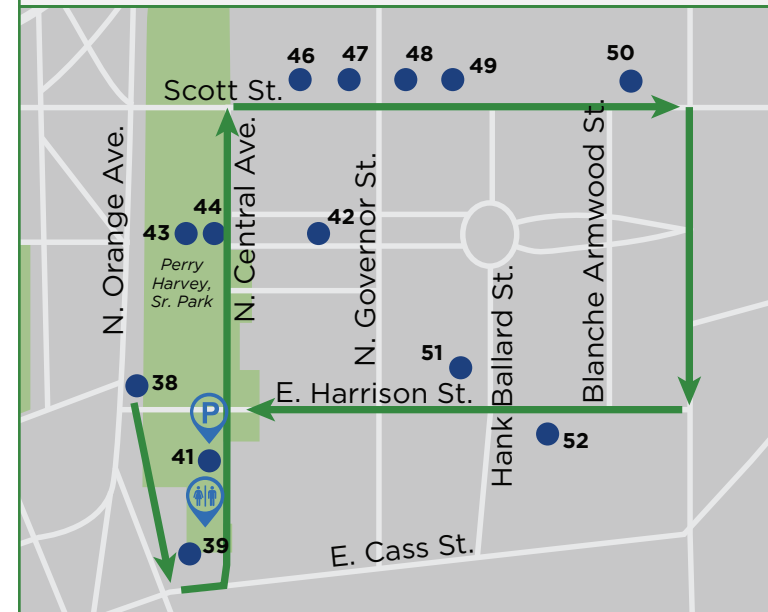 46
47
48
49
50
Scott St.
N. Orange Ave.
N. Central Ave.
N. Governor St.
Blanche Armwood St.
43
44
42
Perry
Harvey,
Sr. Park
Hank Ballard St.
51
38
E. Harrison St.
P
52
41
39
E. Cass St.